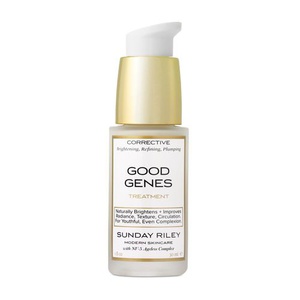 CORRECTIVE
Brightening, Refining, Plumping
GOOD
GENES
TREATMENT
Naturally Brightens + Improves
Radiance, Texture, Circulation.
For Youthful, Even Complexion.
SUNDAY RILEY
MODERN SKINCARE